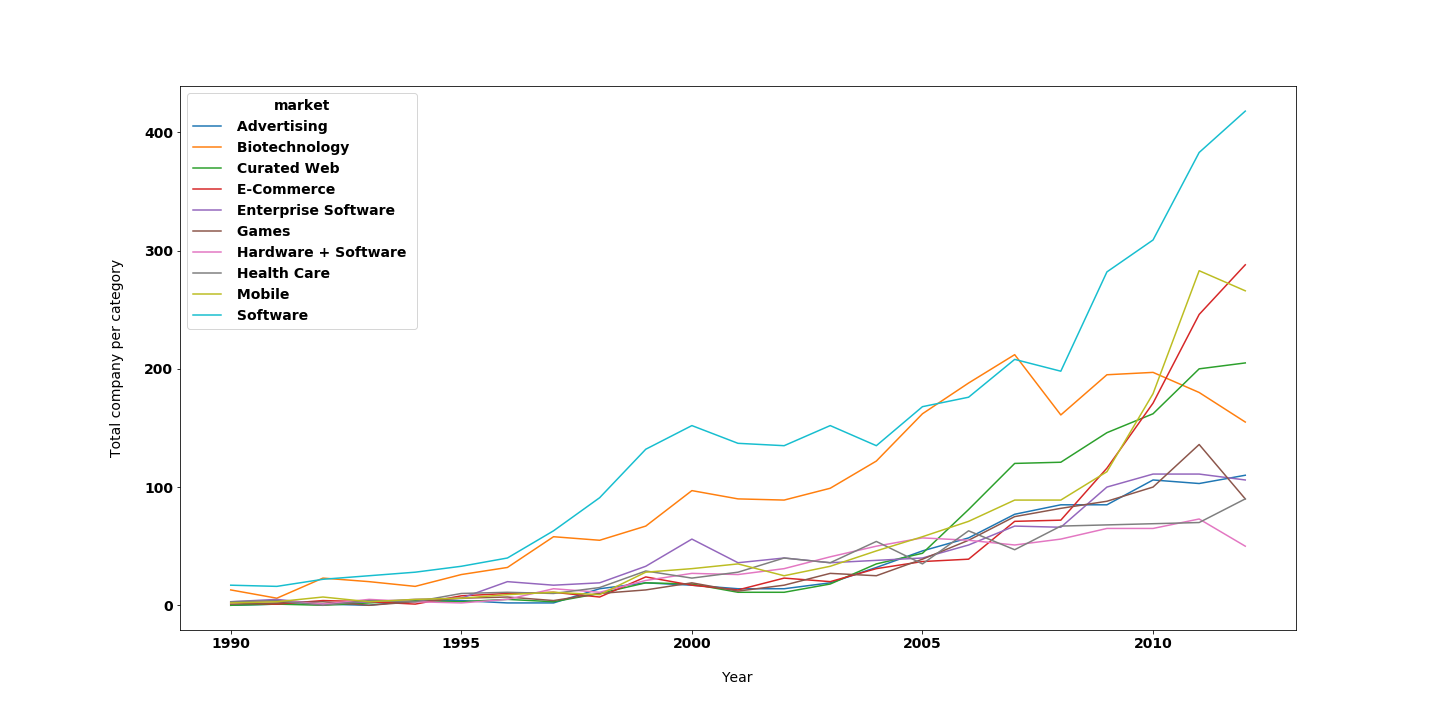 market
Advertising
Biotechnology
Curated Web
E-Commerce
Enterprise Software
Games
Hardware + Software
Health Care
Mobile
Software
Total company per category
400
300
200
100
0
1990 1995 2000 2005 2010
Year